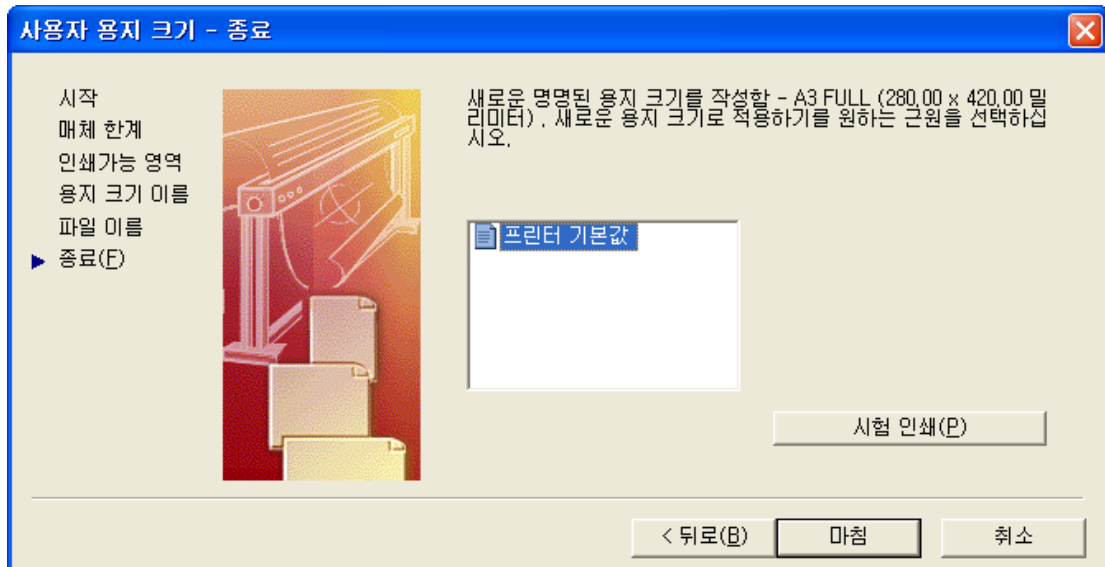 사용자 용지 크기 - 종료
시작
매체 한계
인쇄가능 영역
용지 크기 이름
파일 이름
종료(F)
새로운 명명된 용지 크기를 작성할 - A3 FULL (280,00 x 420,00 밀
리미터), 새로운 용지 크기로 적용하기를 원하는 근원을 선택하십
시오.
프린터 기본값
시험 인쇄(P)
< 뒤로(B)
마침
취소